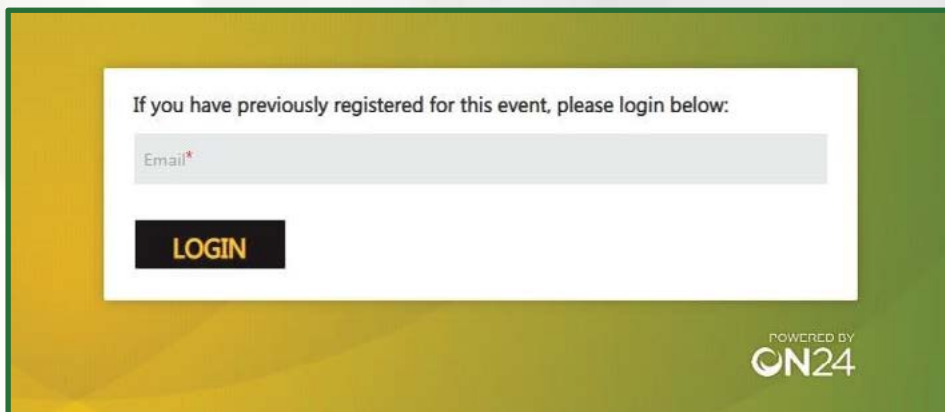 If you have previously registered for this event, please login below:
Email*
LOGIN
POWERED BY
ON24